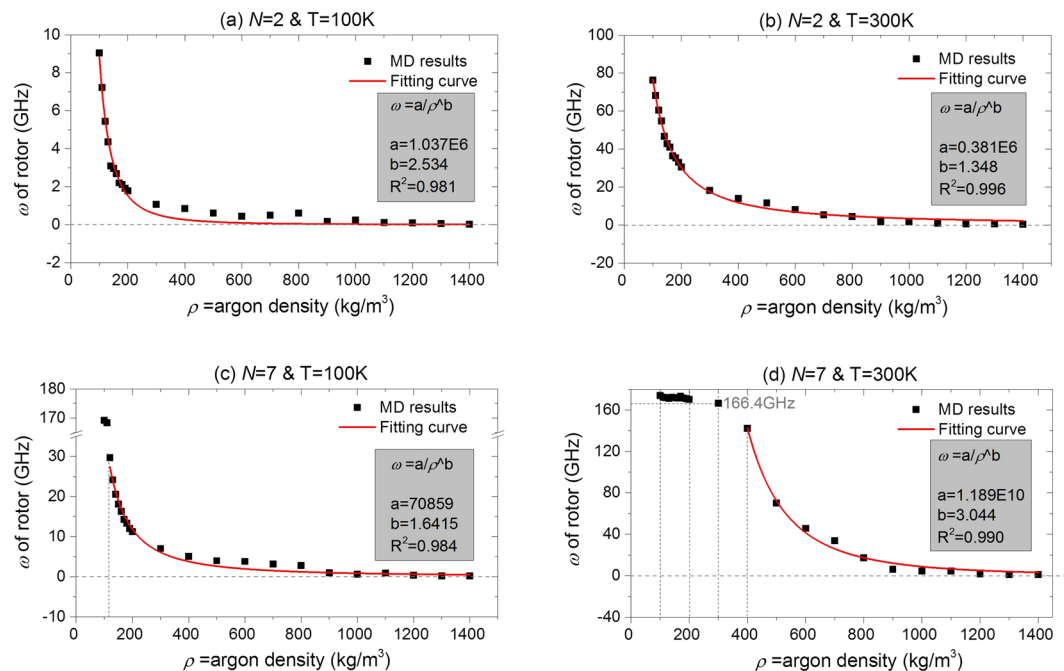 (a) N=2 & T=100K
10
8
6
4
2
0
-2
ω of rotor (GHz)
MD results
Fitting curve
ω =a/ρ^b
a=1.037E6
b=2.534
R²=0.981
0 200 400 600 800 1000 1200 1400
ρ =argon density (kg/m³)
(b) N=2 & T=300K
100
80
60
40
20
0
-20
ω of rotor (GHz)
MD results
Fitting curve
ω =a/ρ^b
a=0.381E6
b=1.348
R²=0.996
0 200 400 600 800 1000 1200 1400
ρ =argon density (kg/m³)
(c) N=7 & T=100K
180
170
30
20
10
0
-10
ω of rotor (GHz)
MD results
Fitting curve
ω =a/ρ^b
a=70859
b=1.6415
R²=0.984
0 200 400 600 800 1000 1200 1400
ρ =argon density (kg/m³)
(d) N=7 & T=300K
160
120
80
40
0
-40
ω of rotor (GHz)
166.4GHz
MD results
Fitting curve
ω =a/ρ^b
a=1.189E10
b=3.044
R²=0.990
0 200 400 600 800 1000 1200 1400
ρ =argon density (kg/m³)